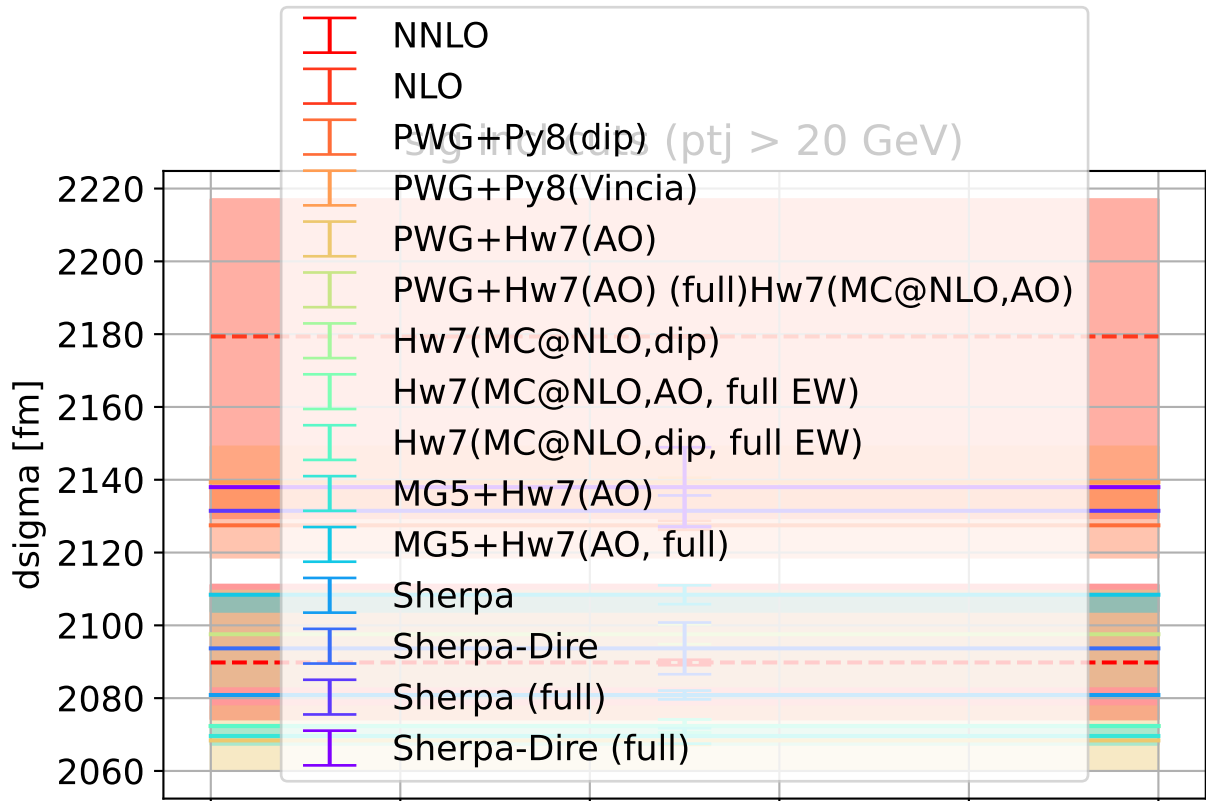 NNLO
NLO
PWG+Py8(dip)
sig incl cuts (ptj > 20 GeV)
PWG+Py8(Vincia)
PWG+Hw7(AO)
PWG+Hw7(AO) (full)Hw7(MC@NLO,AO)
Hw7(MC@NLO,dip)
Hw7(MC@NLO,AO, full EW)
Hw7(MC@NLO,dip, full EW)
MG5+Hw7(AO)
MG5+Hw7(AO, full)
Sherpa
Sherpa-Dire
Sherpa (full)
Sherpa-Dire (full)
dsigma [fm]
2220
2200
2180
2160
2140
2120
2100
2080
2060